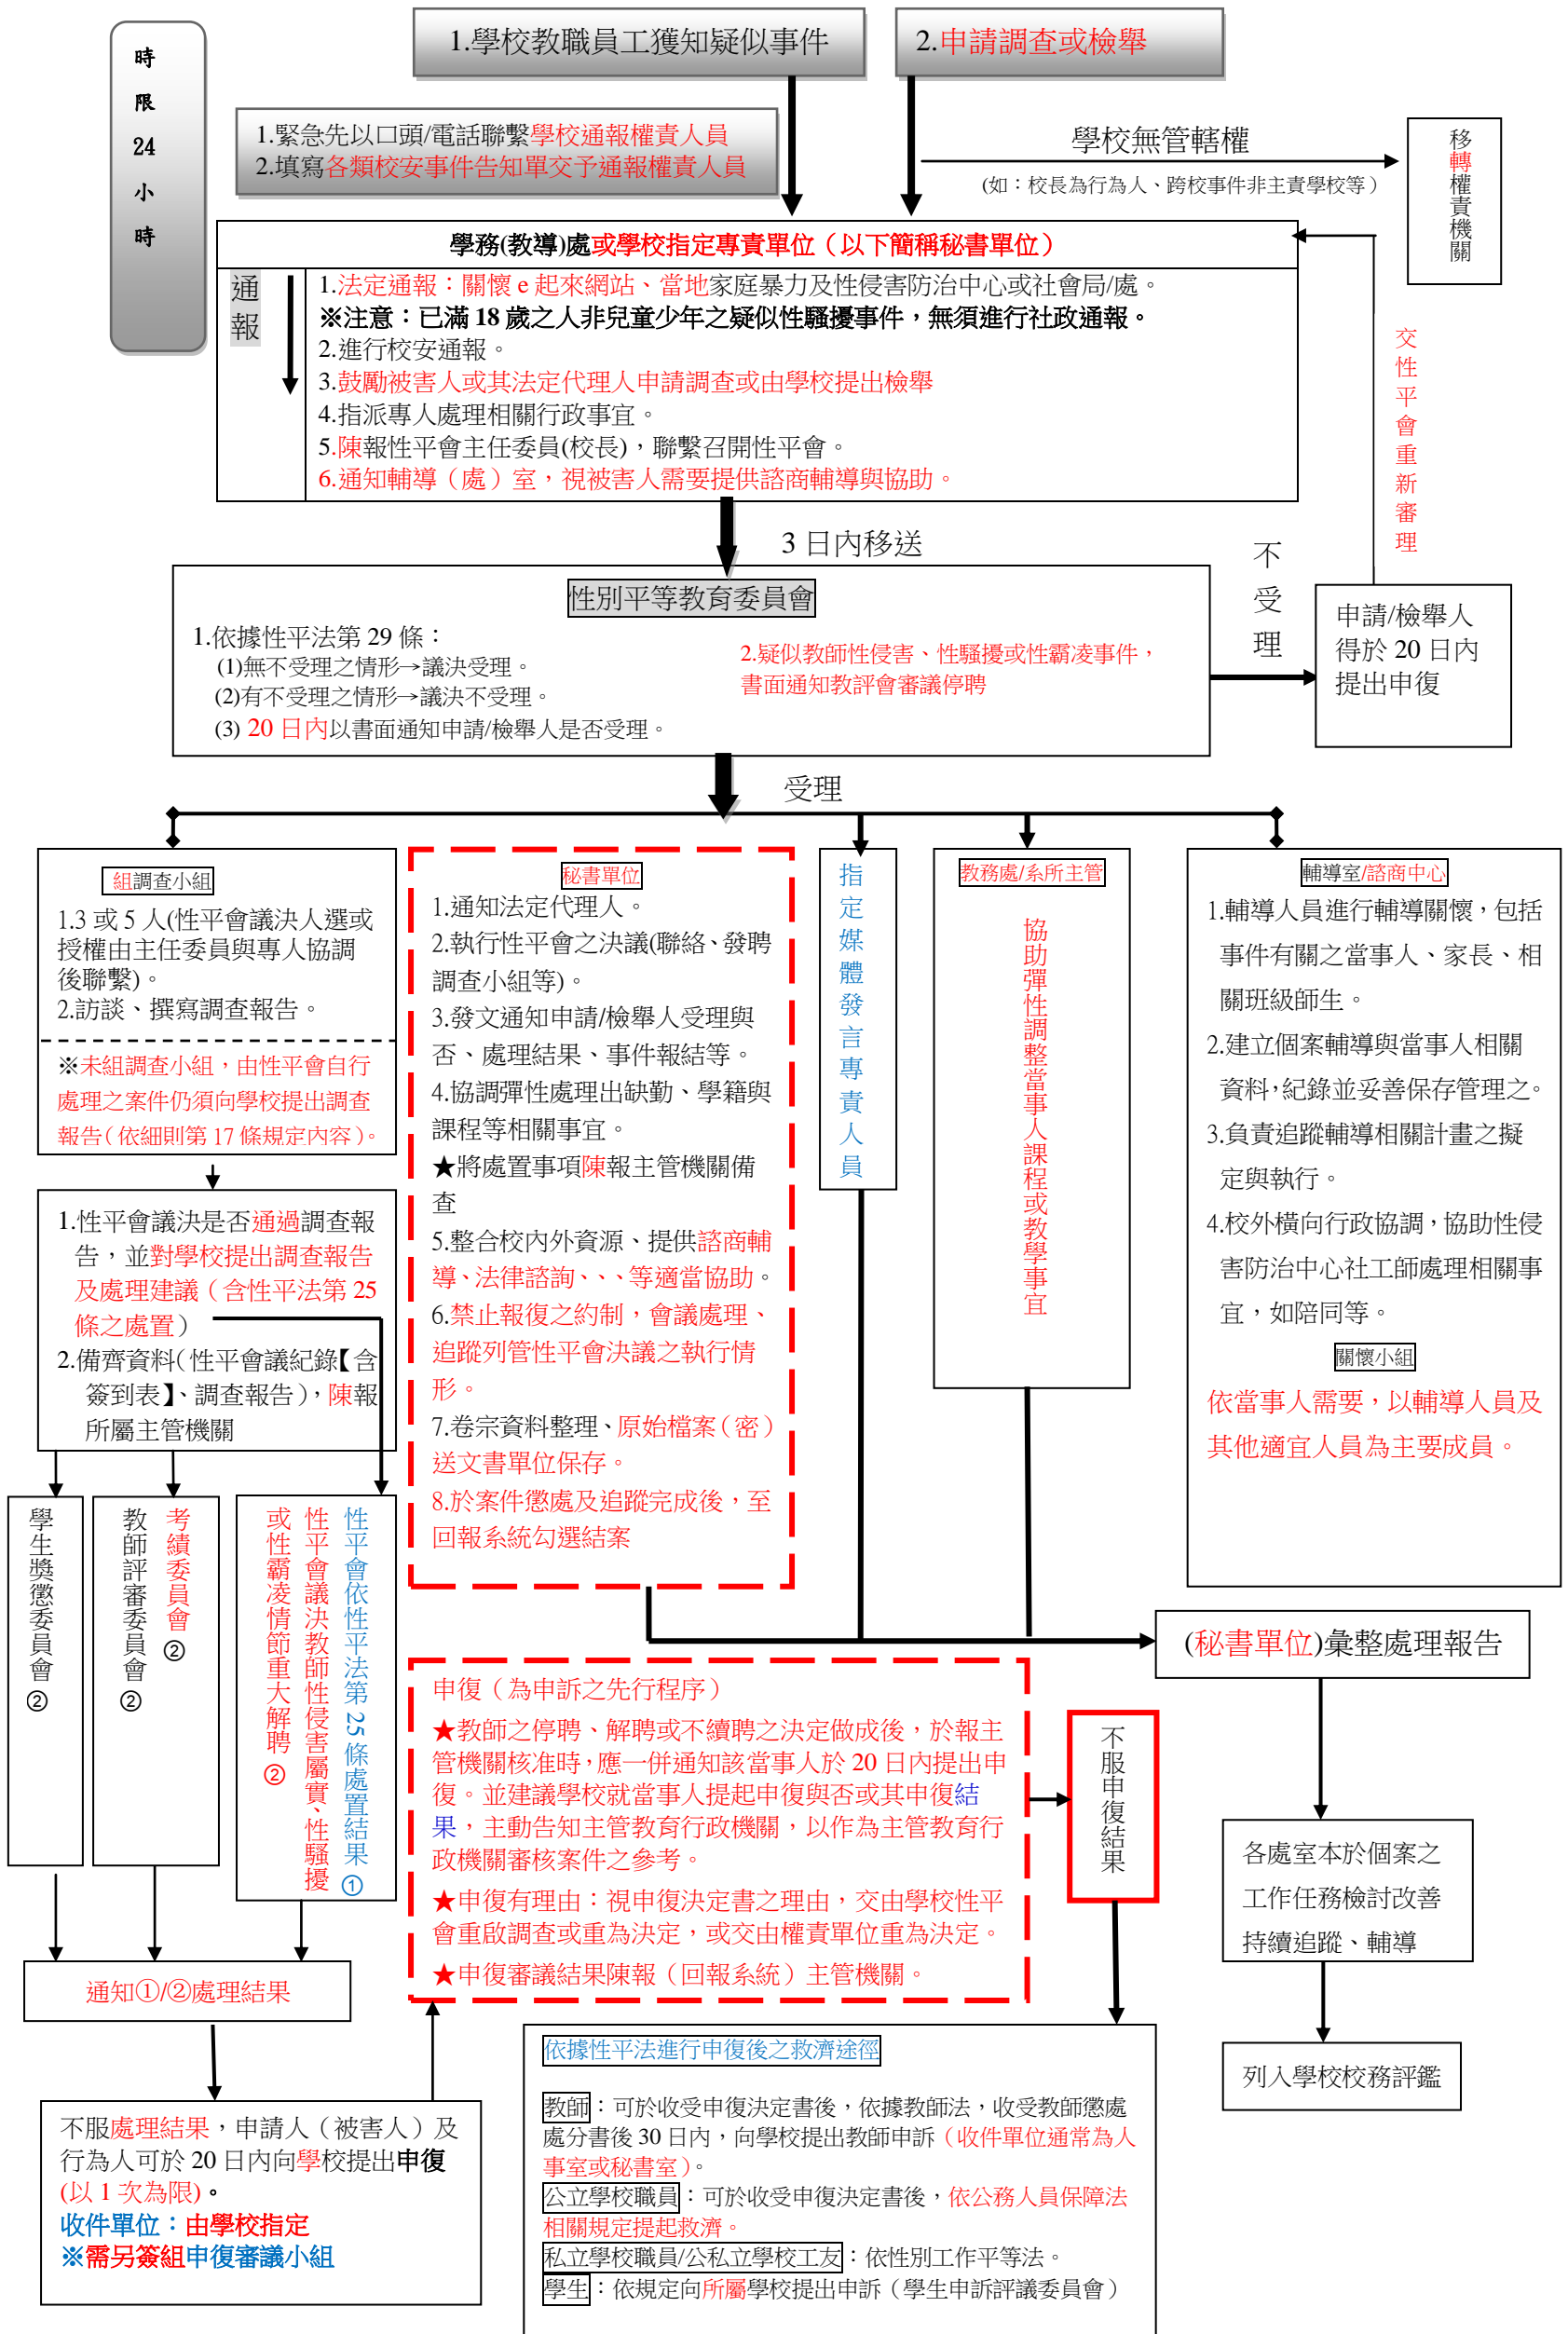 時
限
24
小
時
1.學校教職員工獲知疑似事件
2.申請調查或檢舉
1.緊急先以口頭/電話聯繫學校通報權責人員
2.填寫各類校安事件告知單交予通報權責人員
學校無管轄權
(如：校長為行為人、跨校事件非主責學校等）
移轉權責機關
學務(教導)處或學校指定專責單位（以下簡稱秘書單位）
通
報
1.法定通報：關懷 e 起來網站、當地家庭暴力及性侵害防治中心或社會局/處。
※注意：已滿 18 歲之人非兒童少年之疑似性騷擾事件，無須進行社政通報。
2.進行校安通報。
3.鼓勵被害人或其法定代理人申請調查或由學校提出檢舉
4.指派專人處理相關行政事宜。
5.陳報性平會主任委員(校長)，聯繫召開性平會。
6.通知輔導（處）室，視被害人需要提供諮商輔導與協助。
交性平會重新審理
3 日內移送
不受理
性別平等教育委員會
1.依據性平法第 29 條：
(1)無不受理之情形→議決受理。
(2)有不受理之情形→議決不受理。
(3) 20 日內以書面通知申請/檢舉人是否受理。
2.疑似教師性侵害、性騷擾或性霸凌事件，
書面通知教評會審議停聘
申請/檢舉人
得於 20 日內
提出申復
受理
組調查小組
1.3 或 5 人(性平會議決人選或
授權由主任委員與專人協調
後聯繫)。
2.訪談、撰寫調查報告。
※未組調查小組，由性平會自行
處理之案件仍須向學校提出調查
報告（依細則第 17 條規定內容）。
1.性平會議決是否通過調查報
告，並對學校提出調查報告
及處理建議（含性平法第 25
條之處置）
2.備齊資料（性平會議紀錄【含
簽到表】、調查報告），陳報
所屬主管機關
學生獎懲委員會②
考績委員會②
教師評審委員會②
性平會依性平法第 25 條處置結果①
性平會議決教師性侵害屬實、性騷擾
或性霸凌情節重大解聘②
通知①/②處理結果
不服處理結果，申請人（被害人）及
行為人可於 20 日內向學校提出申復
(以 1 次為限)。
收件單位：由學校指定
※需另簽組申復審議小組
秘書單位
1.通知法定代理人。
2.執行性平會之決議(聯絡、發聘
調查小組等)。
3.發文通知申請/檢舉人受理與
否、處理結果、事件報結等。
4.協調彈性處理出缺勤、學籍與
課程等相關事宜。
★將處置事項陳報主管機關備
查
5.整合校內外資源、提供諮商輔
導、法律諮詢、、、等適當協助。
6.禁止報復之約制，會議處理、
追蹤列管性平會決議之執行情
形。
7.卷宗資料整理、原始檔案（密）
送文書單位保存。
8.於案件懲處及追蹤完成後，至
回報系統勾選結案
指定媒體發言專責人員
教務處/系所主管
協助彈性調整當事人課程或教學事宜
輔導室/諮商中心
1.輔導人員進行輔導關懷，包括
事件有關之當事人、家長、相
關班級師生。
2.建立個案輔導與當事人相關
資料，紀錄並妥善保存管理之。
3.負責追蹤輔導相關計畫之擬
定與執行。
4.校外橫向行政協調，協助性侵
害防治中心社工師處理相關事
宜，如陪同等。
關懷小組
依當事人需要，以輔導人員及
其他適宜人員為主要成員。
(秘書單位)彙整處理報告
各處室本於個案之
工作任務檢討改善
持續追蹤、輔導
列入學校校務評鑑
申復（為申訴之先行程序）
★教師之停聘、解聘或不續聘之決定做成後，於報主
管機關核准時，應一併通知該當事人於 20 日內提出申
復。並建議學校就當事人提起申復與否或其申復結
果，主動告知主管教育行政機關，以作為主管教育行
政機關審核案件之參考。
★申復有理由：視申復決定書之理由，交由學校性平
會重啟調查或重為決定，或交由權責單位重為決定。
★申復審議結果陳報（回報系統）主管機關。
不服申復結果
依據性平法進行申復後之救濟途徑
教師：可於收受申復決定書後，依據教師法，收受教師懲處
處分書後 30 日內，向學校提出教師申訴（收件單位通常為人
事室或秘書室）。
公立學校職員：可於收受申復決定書後，依公務人員保障法
相關規定提起救濟。
私立學校職員/公私立學校工友：依性別工作平等法。
學生：依規定向所屬學校提出申訴（學生申訴評議委員會）